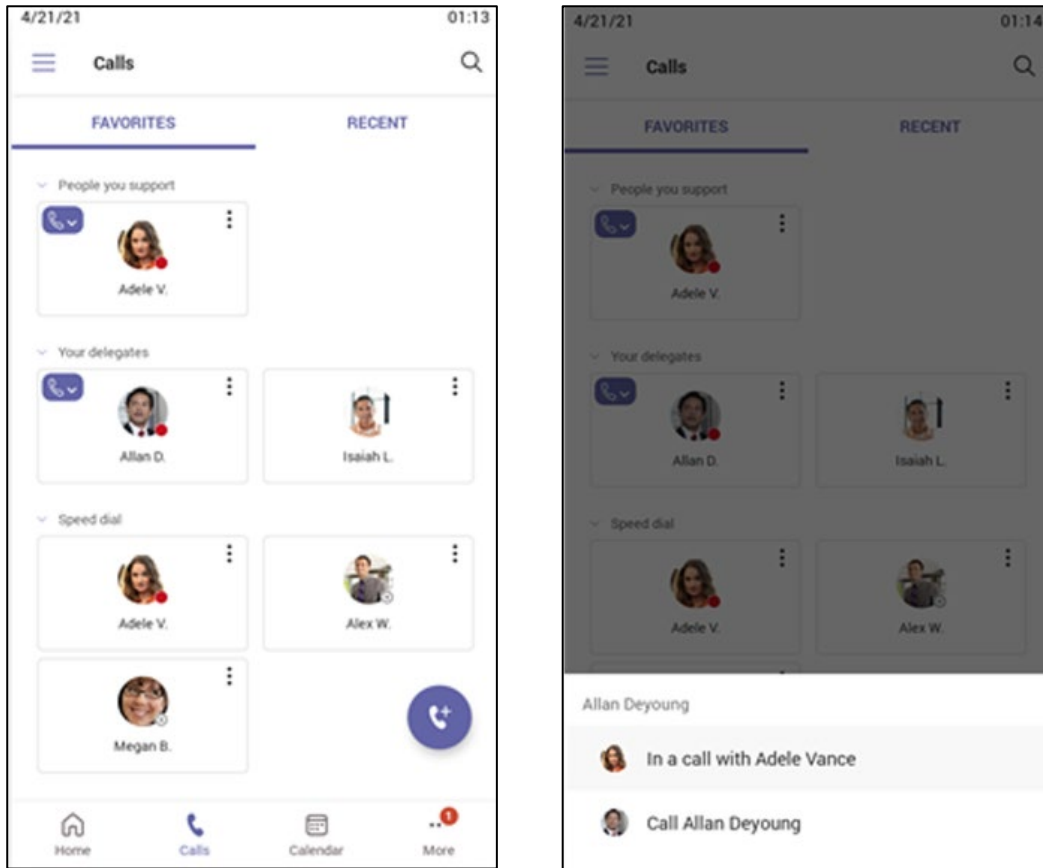 4/21/21 01:13
Calls
FAVORITES RECENT
People you support
Adele V.
Your delegates
Allan D. Isaiah L.
Speed dial
Adele V. Alex W.
Megan B.
Home Calls Calendar More
1
4/21/21 01:14
Calls
FAVORITES RECENT
People you support
Adele V.
Your delegates
Allan D. Isaiah L.
Speed dial
Adele V. Alex W.
Allan Deyoung
In a call with Adele Vance
Call Allan Deyoung